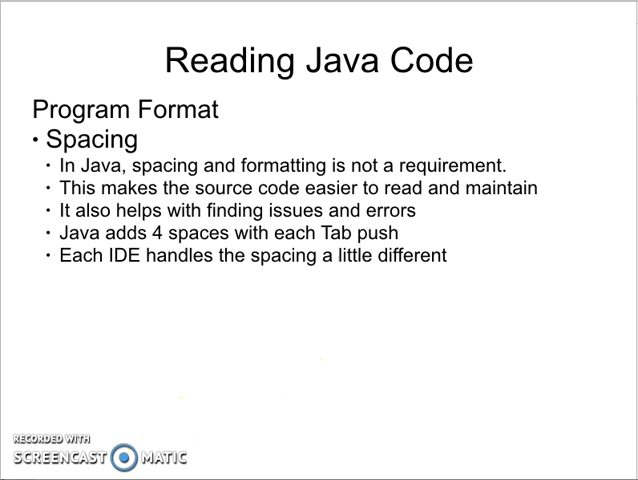 Reading Java Code
Program Format
• Spacing
• In Java, spacing and formatting is not a requirement.
• This makes the source code easier to read and maintain
• It also helps with finding issues and errors
• Java adds 4 spaces with each Tab push
• Each IDE handles the spacing a little different
RECORDED WITH
SCREENCAST MATIC